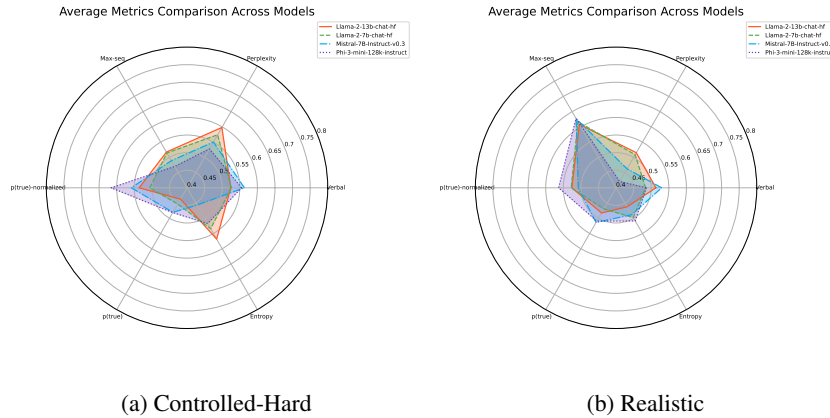 Average Metrics Comparison Across Models
Llama-2-13b-chat-hf
Llama-2-7b-chat-hf
Mistral-7B-Instruct-v0.3
Phi-3-mini-128k-instruct
Max-seq
Perplexity
p(true)-normalized
Verbal
p(true)
Entropy
0.4
0.45
0.5
0.55
0.6
0.65
0.7
0.75
0.8
(a) Controlled-Hard
Average Metrics Comparison Across Models
Llama-2-13b-chat-hf
Llama-2-7b-chat-hf
Mistral-7B-Instruct-v0.3
Phi-3-mini-128k-instruct
Max-seq
Perplexity
p(true)-normalized
Verbal
p(true)
Entropy
0.4
0.45
0.5
0.55
0.6
0.65
0.7
0.75
0.8
(b) Realistic